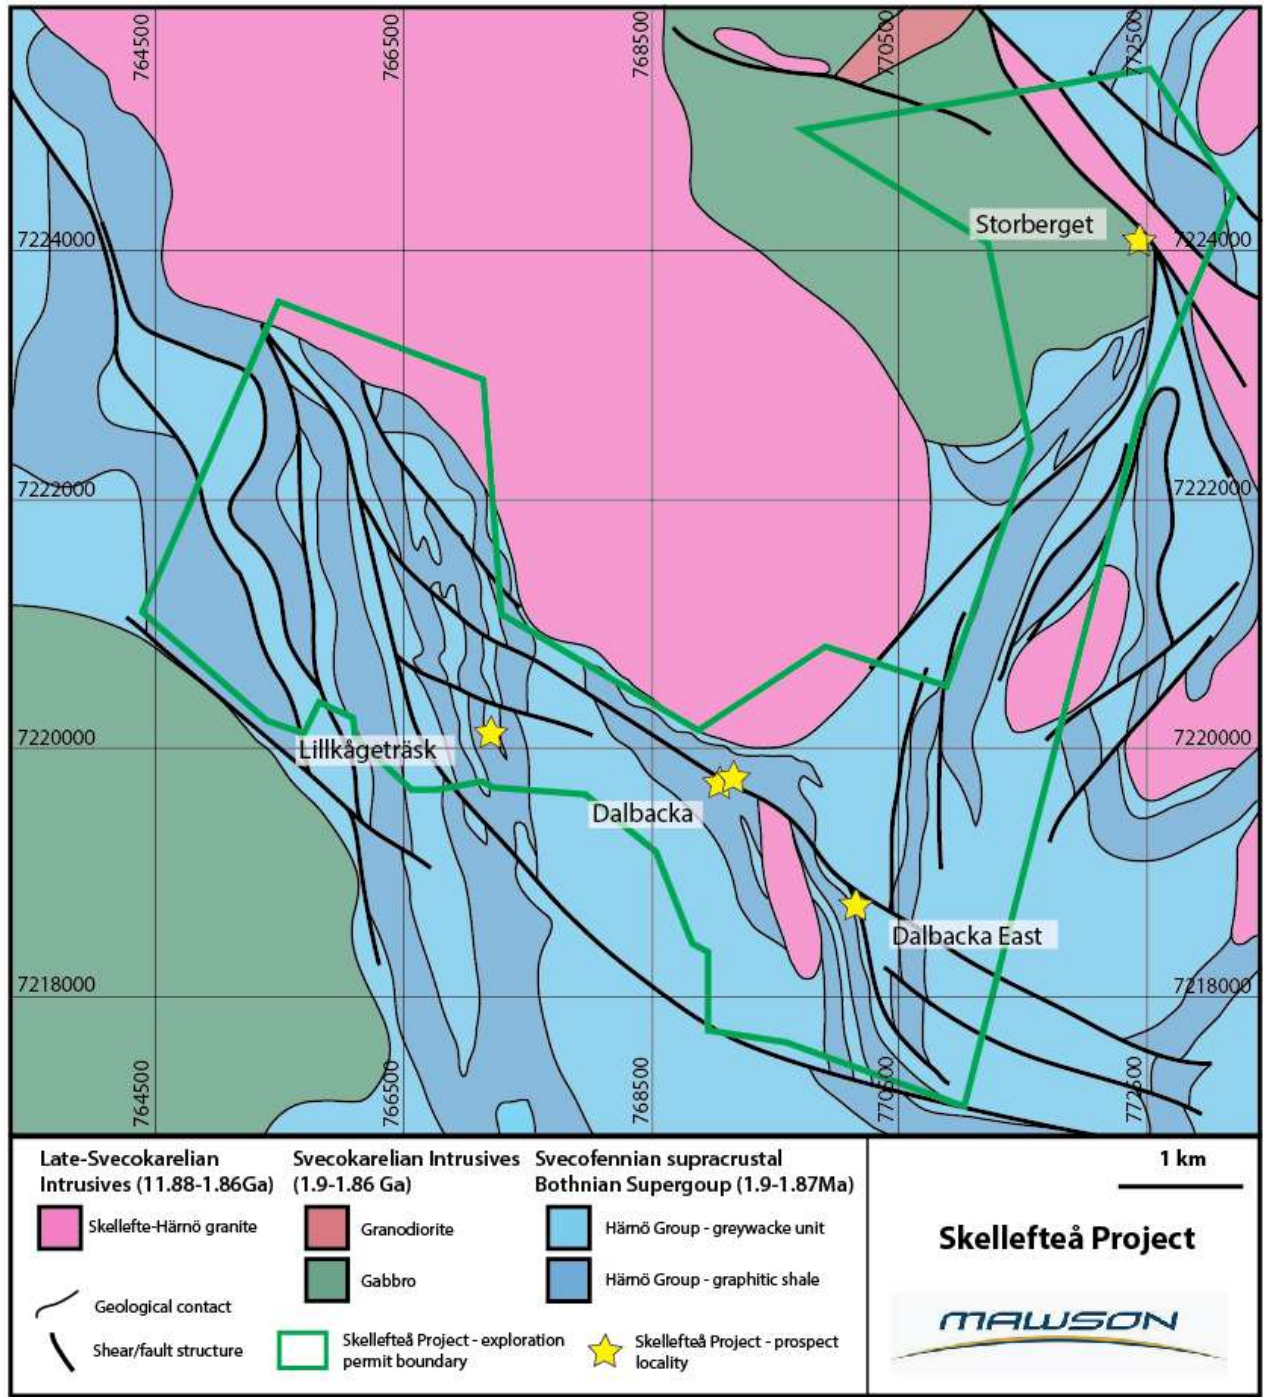 764500
766500
768500
770500
772500
Storberget
7224000
7224000
7222000
7222000
7220000
Lillkågeträsk
7220000
Dalbacka
Dalbacka East
7218000
7218000
764500
766500
768500
770500
772500
Late-Svecokarelian
Intrusives (11.88-1.86Ga)
Skellefte-Härnö granite
Geological contact
Shear/fault structure
Svecokarelian Intrusives
(1.9-1.86 Ga)
Granodiorite
Gabbro
Skellefteå Project - exploration
permit boundary
Svecofennian supracrustal
Bothnian Supergoup (1.9-1.87Ma)
Härnö Group - greywacke unit
Härnö Group - graphitic shale
Skellefteå Project - prospect
locality
1 km
Skellefteå Project
MAWSON